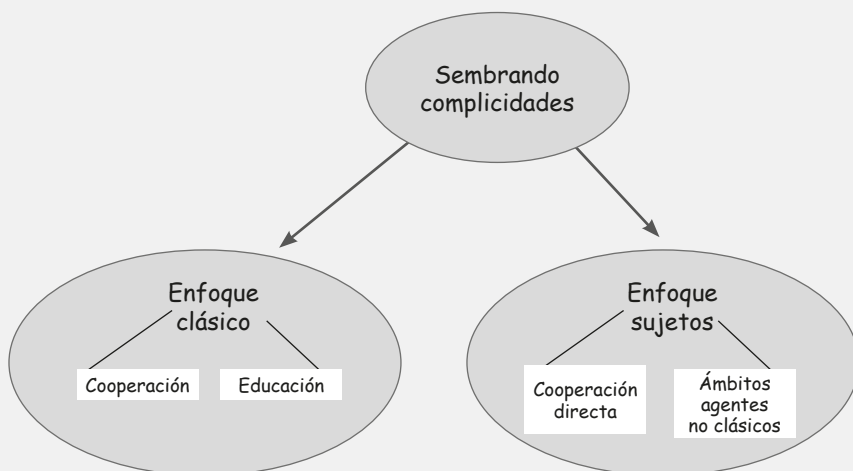 Sembrando
complicidades
Enfoque
clásico
Cooperación
Educación
Enfoque
sujetos
Cooperación
directa
Ámbitos
agentes
no clásicos